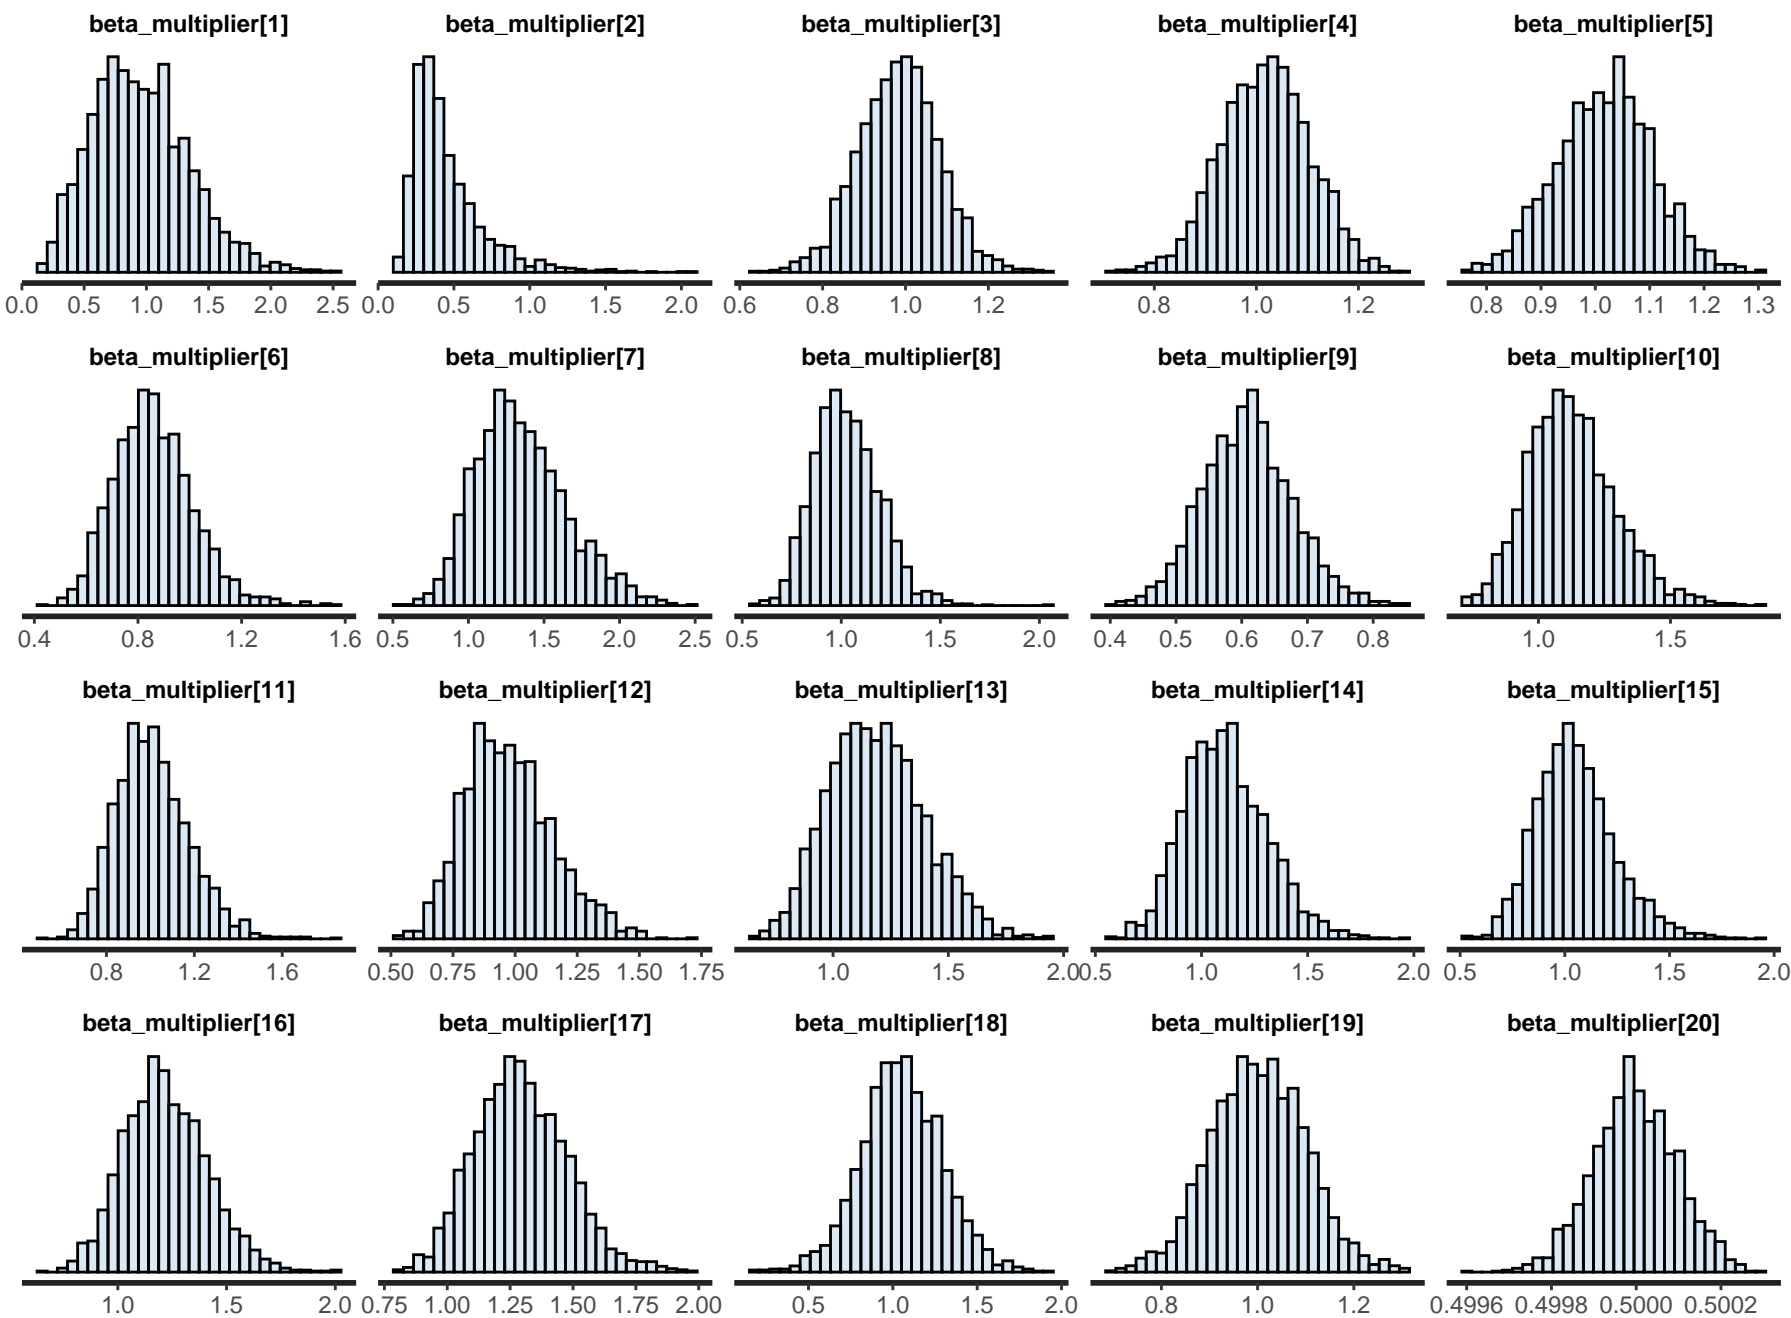 beta_multiplier[1] beta_multiplier[2] beta_multiplier[3] beta_multiplier[4] beta_multiplier[5]
0.0 0.5 1.0 1.5 2.0 2.5 0.0 0.5 1.0 1.5 2.0 0.6 0.8 1.0 1.2 0.8 1.0 1.2 0.8 0.9 1.0 1.1 1.2 1.3
beta_multiplier[6] beta_multiplier[7] beta_multiplier[8] beta_multiplier[9] beta_multiplier[10]
0.4 0.8 1.2 1.6 0.5 1.0 1.5 2.0 2.5 0.5 1.0 1.5 2.0 0.4 0.5 0.6 0.7 0.8 1.0 1.5
beta_multiplier[11] beta_multiplier[12] beta_multiplier[13] beta_multiplier[14] beta_multiplier[15]
0.8 1.2 1.6 0.50 0.75 1.00 1.25 1.50 1.75 1.0 1.5 2.0 0.5 1.0 1.5 2.0 0.5 1.0 1.5 2.0
beta_multiplier[16] beta_multiplier[17] beta_multiplier[18] beta_multiplier[19] beta_multiplier[20]
1.0 1.5 2.0 0.75 1.00 1.25 1.50 1.75 2.00 0.5 1.0 1.5 2.0 0.8 1.0 1.2 0.4996 0.4998 0.5000 0.5002